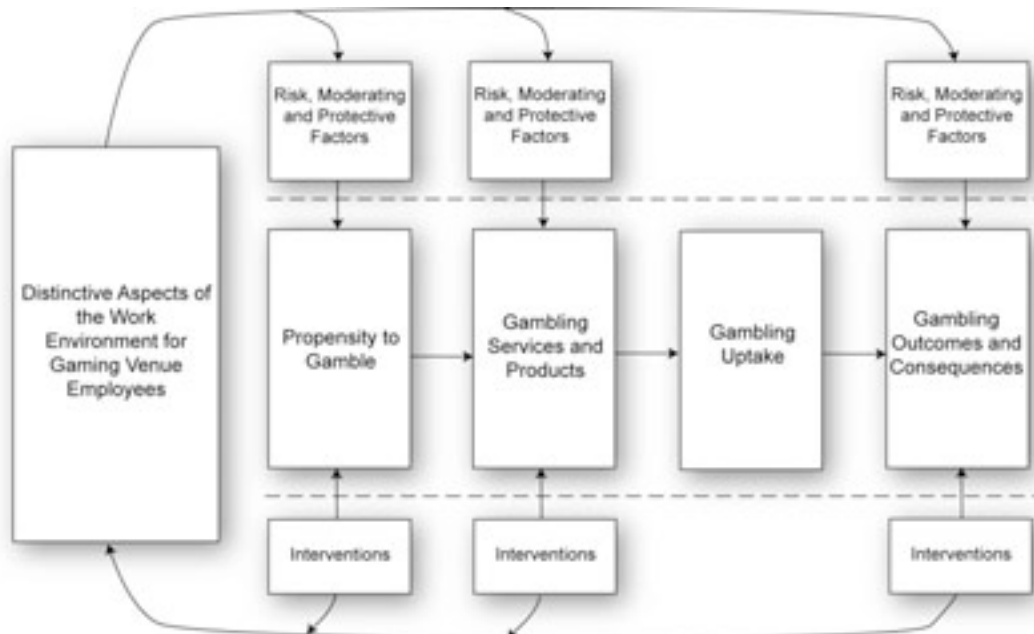 Risk, Moderating
and Protective
Factors
Risk, Moderating
and Protective
Factors
Risk, Moderating
and Protective
Factors
Distinctive Aspects of
the Work
Environment for
Gaming Venue
Employees
Propensity to
Gamble
Gambling
Services and
Products
Gambling
Uptake
Gambling
Outcomes and
Consequences
Interventions
Interventions
Interventions